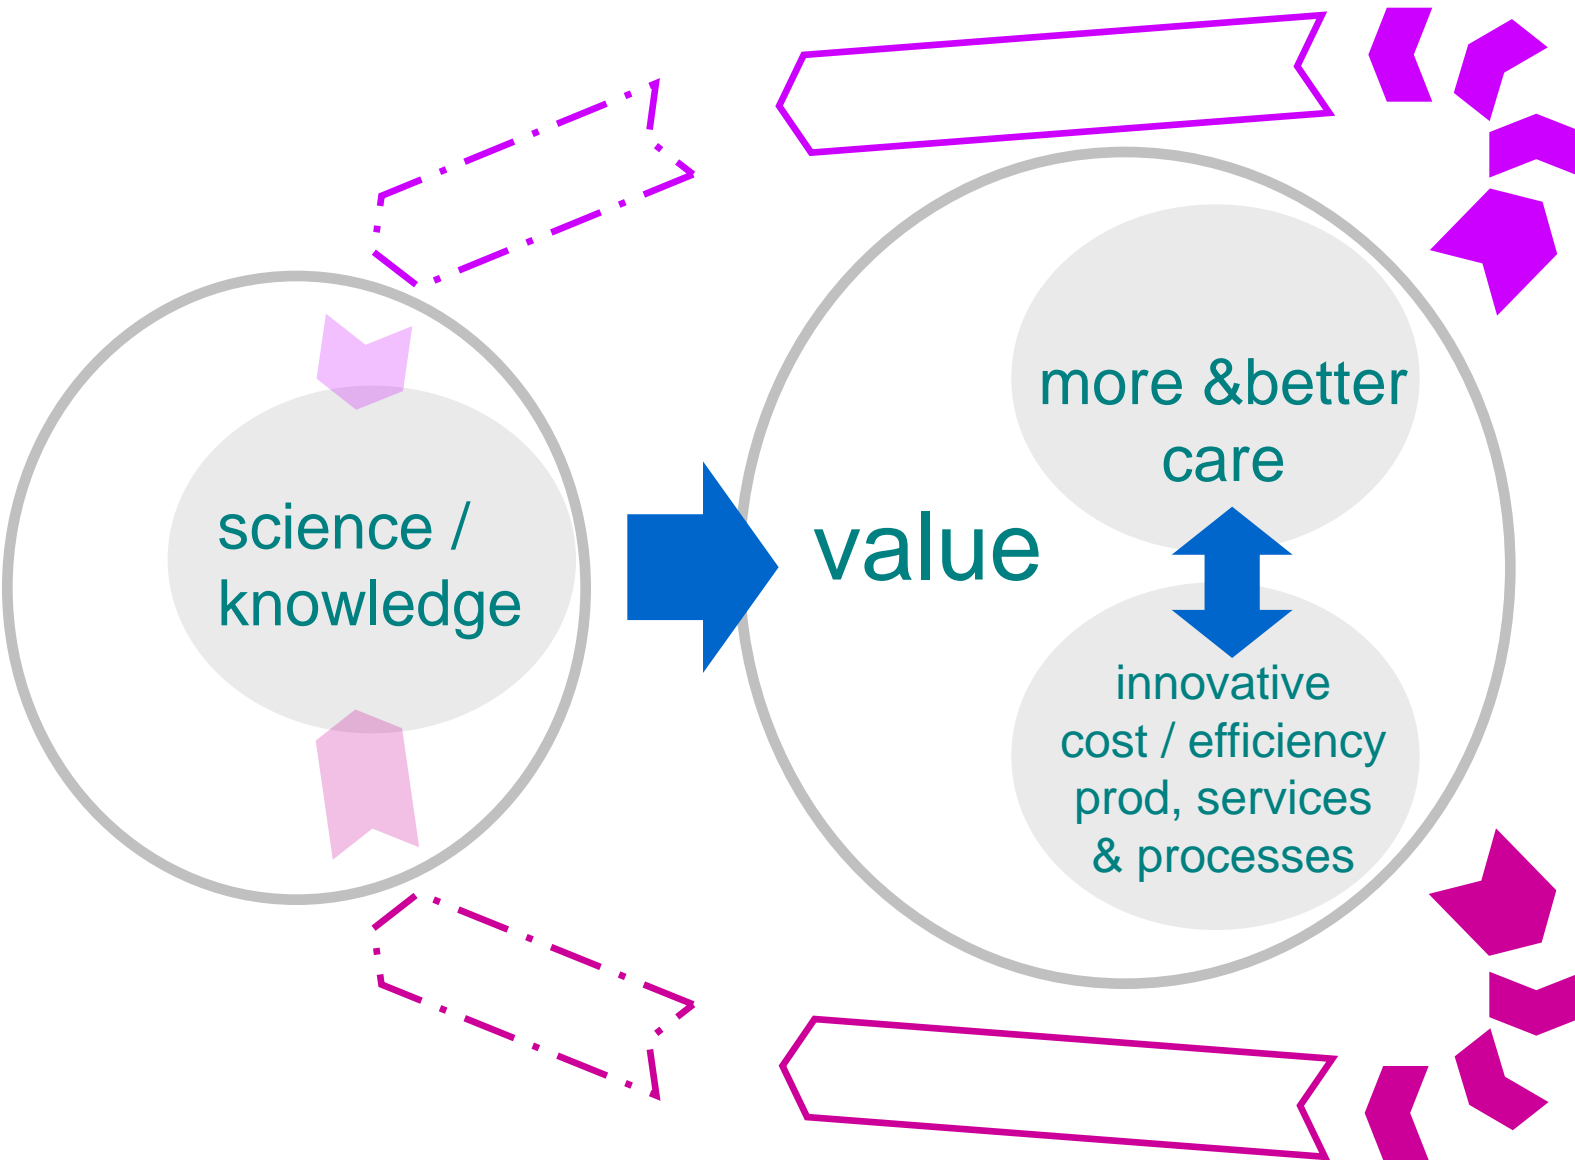 science /
knowledge
value
more &better
care
innovative
cost / efficiency
prod, services
& processes